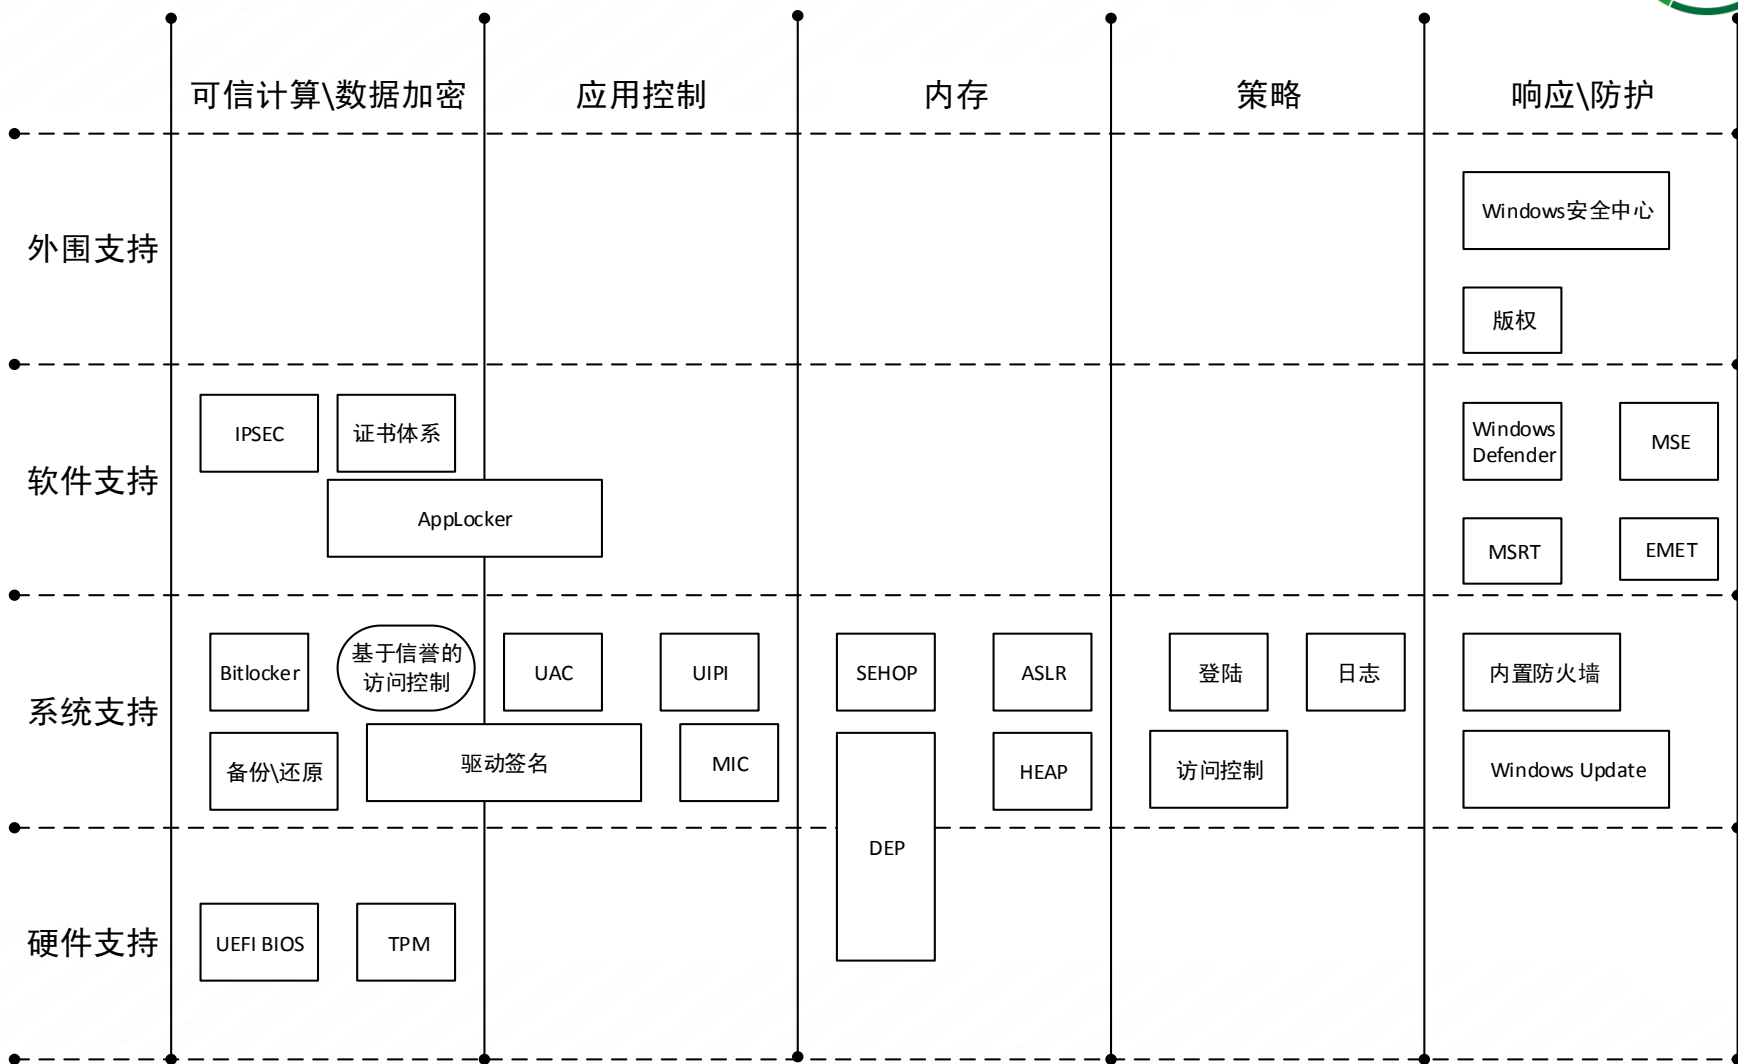 可信计算\数据加密
应用控制
内存
策略
响应\防护
外围支持
Windows安全中心
版权
软件支持
IPSEC
证书体系
AppLocker
Windows
Defender
MSE
MSRT
EMET
系统支持
Bitlocker
基于信誉的
访问控制
UAC
UIPI
SEHOP
ASLR
登陆
日志
内置防火墙
备份\还原
驱动签名
MIC
HEAP
访问控制
Windows Update
DEP
硬件支持
UEFI BIOS
TPM